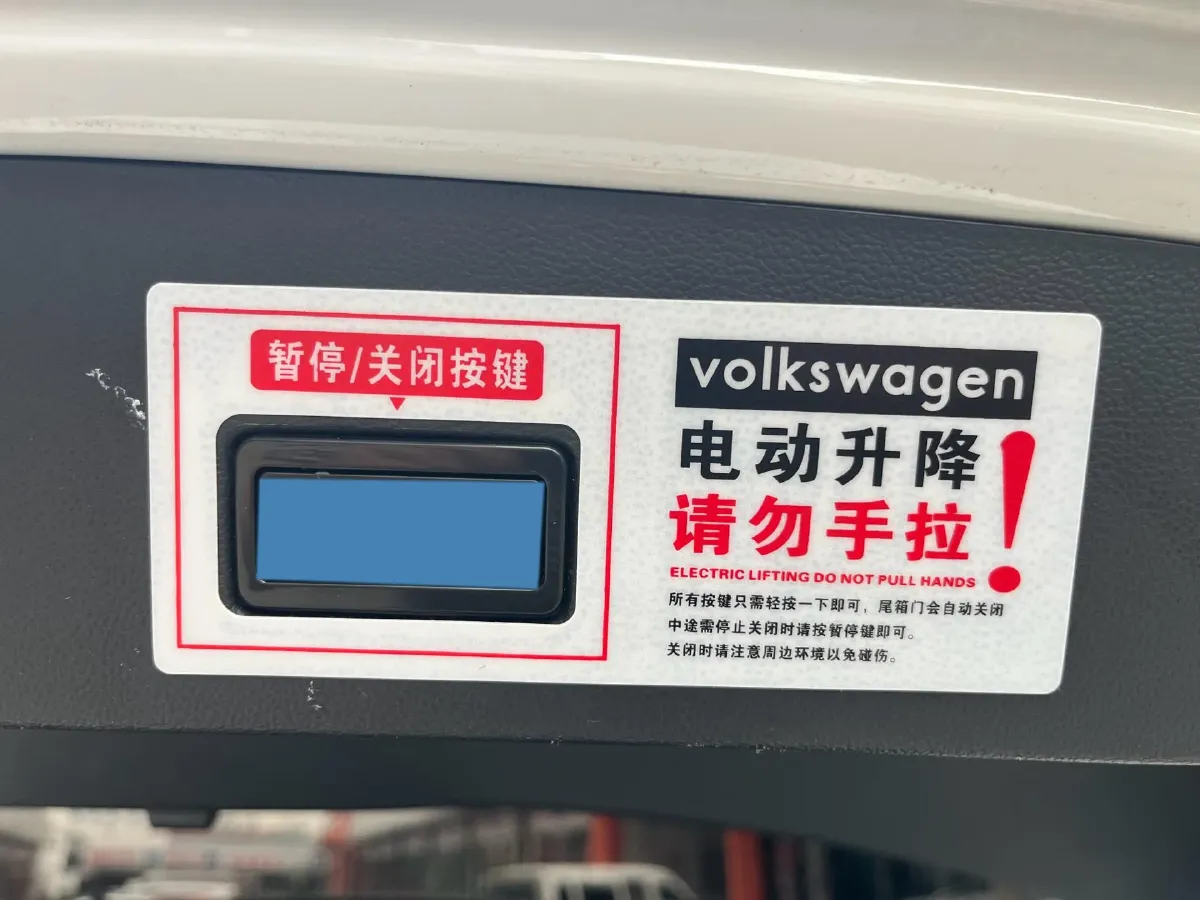 暂停/关闭按键
volkswagen
电动升降
请勿手拉!
ELECTRIC LIFTING DO NOT PULL HANDS
所有按键只需轻按一下即可，尾箱门会自动关闭
中途需停止关闭时请按暂停键即可。
关闭时请注意周边环境以免碰伤。